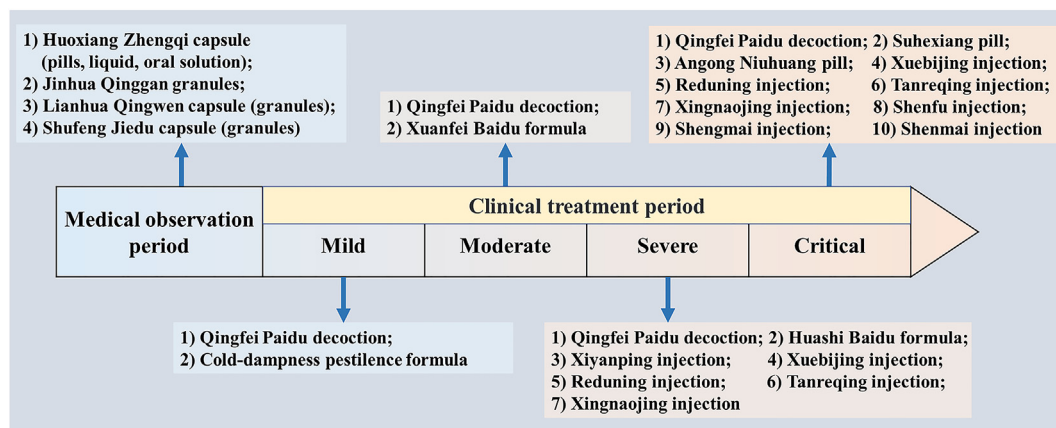 1) Huoxiang Zhengqi capsule
(pills, liquid, oral solution);
2) Jinhua Qinggan granules;
3) Lianhua Qingwen capsule (granules);
4) Shufeng Jiedu capsule (granules)
1) Qingfei Paidu decoction;
2) Xuanfei Baidu formula
1) Qingfei Paidu decoction; 2) Suhexiang pill;
3) Angong Niuhuang pill; 4) Xuebijing injection;
5) Reduning injection; 6) Tanreqing injection;
7) Xingnaojing injection; 8) Shenfu injection;
9) Shengmai injection; 10) Shenmai injection
Medical observation
period
Clinical treatment period
Mild Moderate Severe Critical
1) Qingfei Paidu decoction;
2) Cold-dampness pestilence formula
1) Qingfei Paidu decoction; 2) Huashi Baidu formula;
3) Xiyanping injection; 4) Xuebijing injection;
5) Reduning injection; 6) Tanreqing injection;
7) Xingnaojing injection